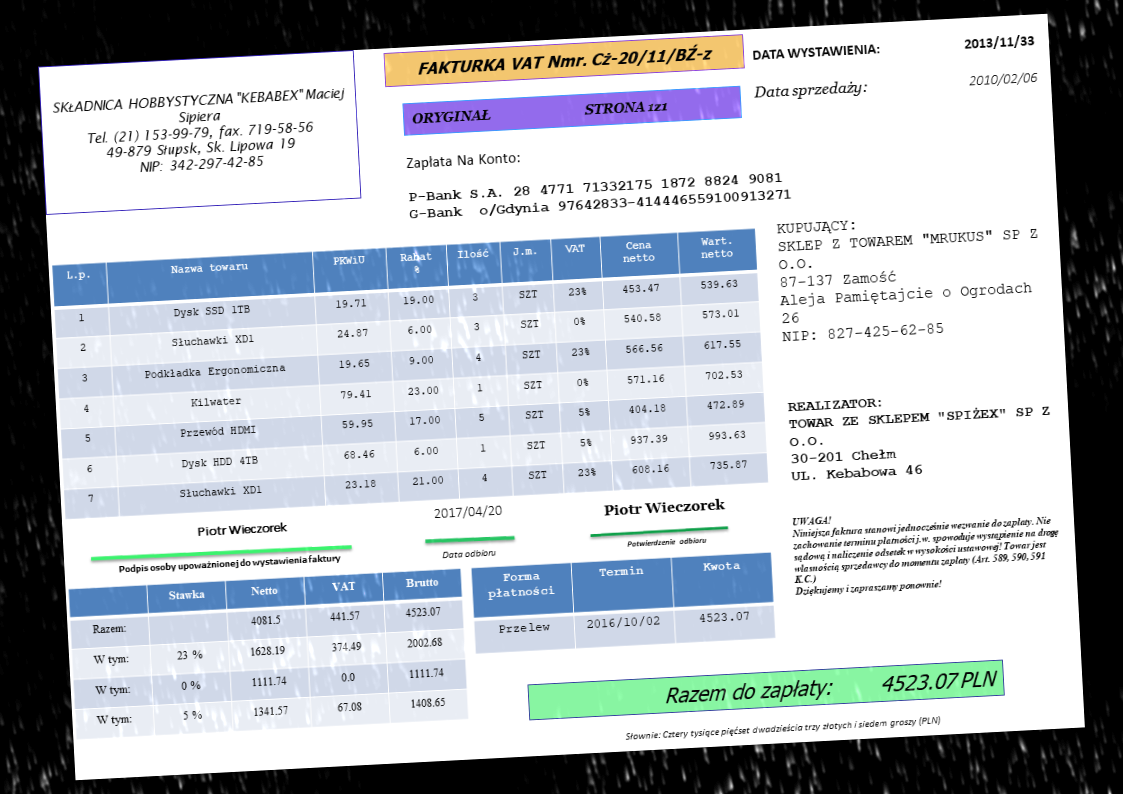 SKŁADNICA HOBBYSTYCZNA "KEBABEX" Maciej
Sipiera
Tel. (21) 153-99-79, fax. 719-58-56
49-879 Słupsk, Sk. Lipowa 19
NIP: 342-297-42-85
FAKTURKA VAT Nmr. Cż-20/11/BŹ-z
ORYGINAŁ STRONA 1z1
DATA WYSTAWIENIA: 2013/11/33
Data sprzedaży: 2010/02/06
Zapłata Na Konto:
P-Bank S.A. 28 4771 71332175 1872 8824 9081
G-Bank o/Gdynia 97642833-414446559100913271
KUPUJĄCY:
SKLEP Z TOWAREM "MRUKUS" SP Z
O.O.
87-137 Zamość
Aleja Pamiętajcie o Ogrodach
26
NIP: 827-425-62-85
REALIZATOR:
TOWAR ZE SKLEPEM "SPIŻEX" SP Z
O.O.
30-201 Chełm
UL. Kebabowa 46
L.p. Nazwa towaru PKWiU Rabat % Ilość J.m. VAT Cena netto Wart. netto
1 Dysk SSD 1TB 19.71 19.00 3 SZT 23% 453.47 539.63
2 Słuchawki XD1 24.87 6.00 3 SZT 0% 540.58 573.01
3 Podkładka Ergonomiczna 19.65 9.00 4 SZT 23% 566.56 617.55
4 Kilwater 79.41 23.00 1 SZT 0% 571.16 702.53
5 Przewód HDMI 59.95 17.00 5 SZT 5% 404.18 472.89
6 Dysk HDD 4TB 68.46 6.00 1 SZT 5% 937.39 993.63
7 Słuchawki XD1 23.18 21.00 4 SZT 23% 608.16 735.87
Piotr Wieczorek
Podpis osoby upoważnionej do wystawienia faktury
2017/04/20
Data odbioru
Piotr Wieczorek
Potwierdzenie odbioru
UWAGA!
Niniejsza faktura stanowi jednocześnie wezwanie do zapłaty. Nie
zachowanie terminu płamości j.w. spowoduje wystąpienie na drogę
sądową i naliczenie odsetek w wysokości ustawowej! Towar jest
własnością sprzedawcy do momentu zapłaty (Art. 589, 590, 591
K.C.)
Dziękujemy i zapraszamy ponownie!
Stawka Netto VAT Brutto
Razem: 4081.5 441.57 4523.07
W tym: 23 % 1628.19 374.49 2002.68
W tym: 0 % 1111.74 0.0 1111.74
W tym: 5 % 1341.57 67.08 1408.65
Forma płatności Termin Kwota
Przelew 2016/10/02 4523.07
Razem do zapłaty: 4523.07 PLN
Słownie: Cztery tysiące pięćset dwadzieścia trzy złotych i siedem groszy (PLN)